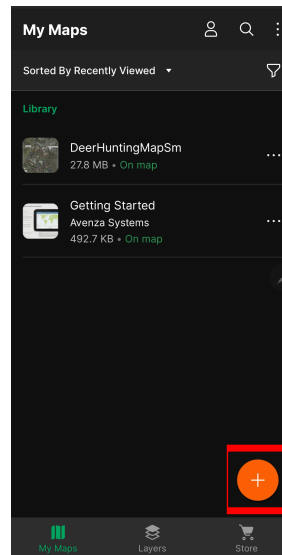 My Maps
Sorted By Recently Viewed
Library
DeerHuntingMapSm
27.8 MB • On map
Getting Started
Avenza Systems
492.7 KB • On map
My Maps
Layers
Store